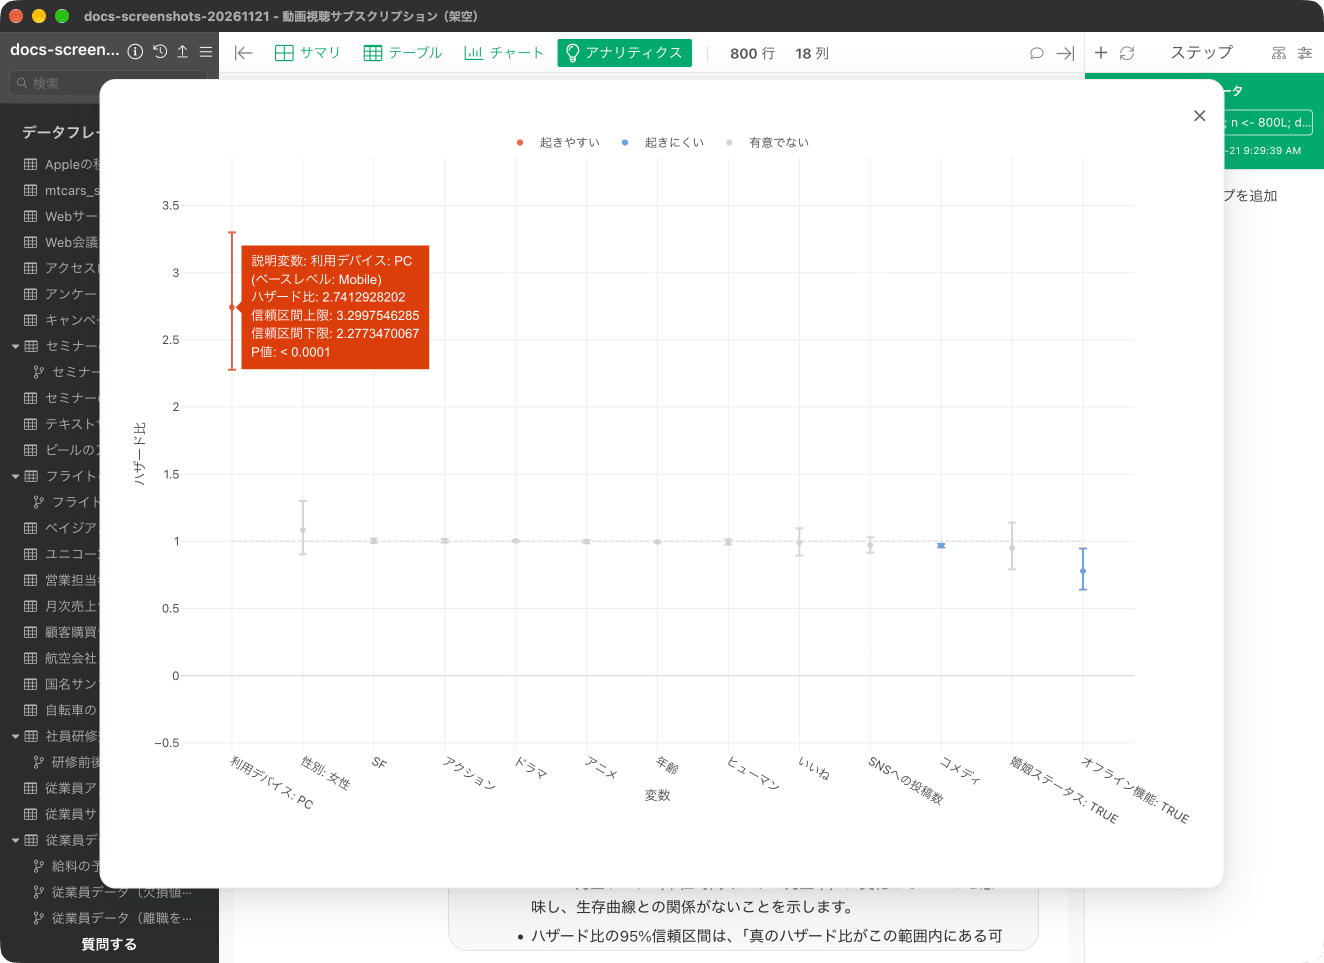 docs-screenshots-20261121 - 動画視聴サブスクリプション（架空）
docs-screen...
サマリ
テーブル
チャート
アナリティクス
800 行
18 列
ステップ
検索
データフレー
Appleの
mtcars_s
Webサー
Web会議
アクセス
アンケー
キャンペ
セミナー
セミナー
セミナー
テキスト
ビールの
フライト
フライト
ベイジア
ユニコー
営業担当
月次売上
顧客購買
航空会社
国名サン
自転車の
社員研修
研修前後
従業員ア
従業員サ
従業員デ
給料の予
従業員データ（欠損値…
従業員データ（離職を…
質問する
ータ
; n <- 800L; d...
-21 9:29:39 AM
プを追加
起きやすい
起きにくい
有意でない
3.5
3
2.5
2
1.5
1
0.5
0
−0.5
ハザード比
説明変数: 利用デバイス: PC
(ベースレベル: Mobile)
ハザード比: 2.7412928202
信頼区間上限: 3.2997546285
信頼区間下限: 2.2773470067
P値: < 0.0001
利用デバイス: PC
性別: 女性
SF
アクション
ドラマ
アニメ
年齢
ヒューマン
いいね
SNSへの投稿数
コメディ
婚姻ステータス: TRUE
オフライン機能: TRUE
変数
味し、生存曲線との関係がないことを示します。
• ハザード比の95%信頼区間は、「真のハザード比がこの範囲内にある可